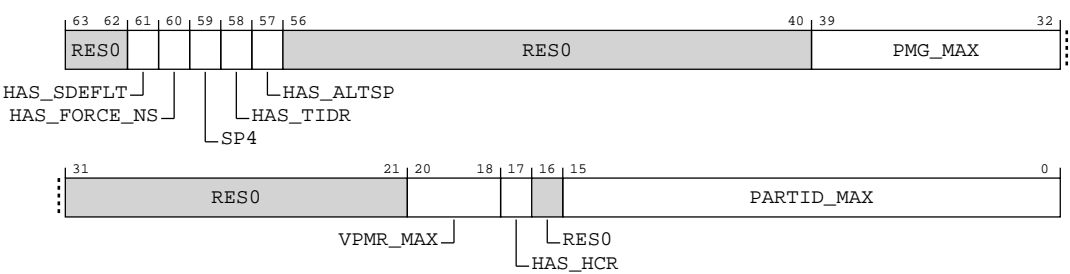 63 62 61 60 59 58 57 56 40 39 32
RES0 RES0 PMG_MAX
HAS_SDEFLT HAS_ALTSP
HAS_FORCE_NS HAS_TIDR
SP4
31 21 20 18 17 16 15 0
RES0 PARTID_MAX
VPMR_MAX RES0
HAS_HCR